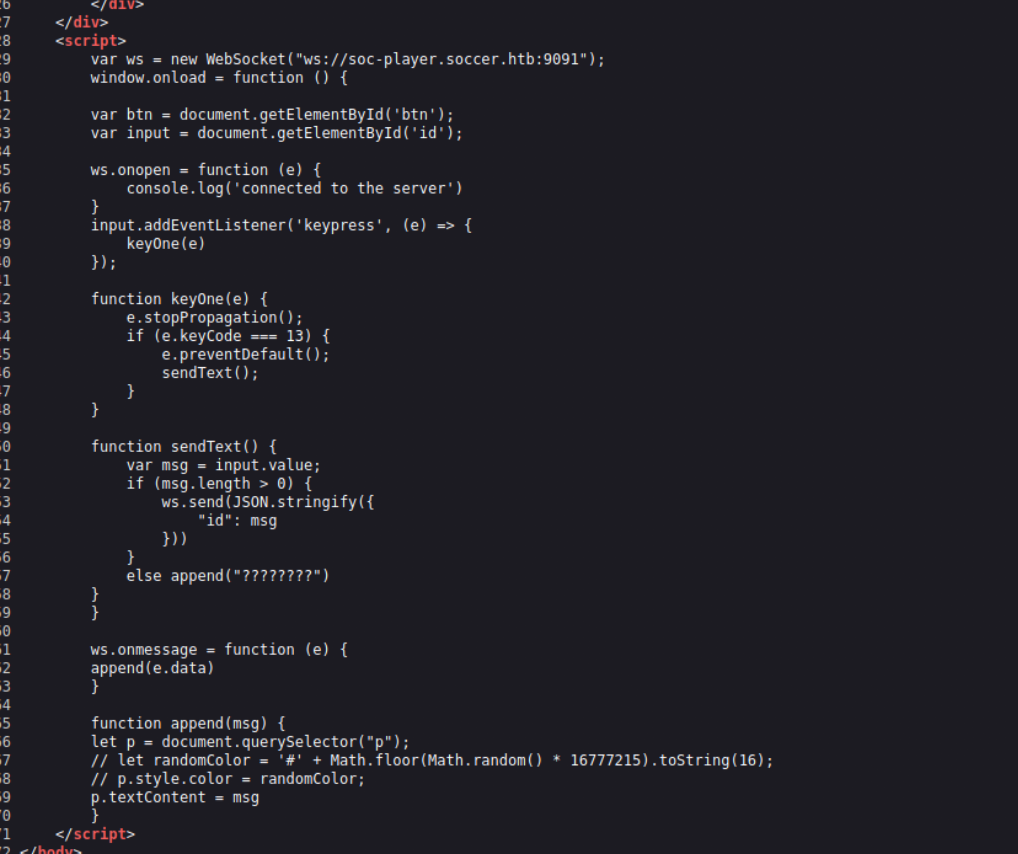 26         </div>
27     </div>
28     <script>
29         var ws = new WebSocket("ws://soc-player.soccer.htb:9091");
30         window.onload = function () {
31
32         var btn = document.getElementById('btn');
33         var input = document.getElementById('id');
34
35         ws.onopen = function (e) {
36             console.log('connected to the server')
37         }
38         input.addEventListener('keypress', (e) => {
39             keyOne(e)
40         });
41
42         function keyOne(e) {
43             e.stopPropagation();
44             if (e.keyCode === 13) {
45                 e.preventDefault();
46                 sendText();
47             }
48         }
49
50         function sendText() {
51             var msg = input.value;
52             if (msg.length > 0) {
53                 ws.send(JSON.stringify({
54                     "id": msg
55                 }))
56             }
57             else append("????????")
58         }
59         }
60
61         ws.onmessage = function (e) {
62         append(e.data)
63         }
64
65         function append(msg) {
66         let p = document.querySelector("p");
67         // let randomColor = '#' + Math.floor(Math.random() * 16777215).toString(16);
68         // p.style.color = randomColor;
69         p.textContent = msg
70         }
71     </script>
72 </body>